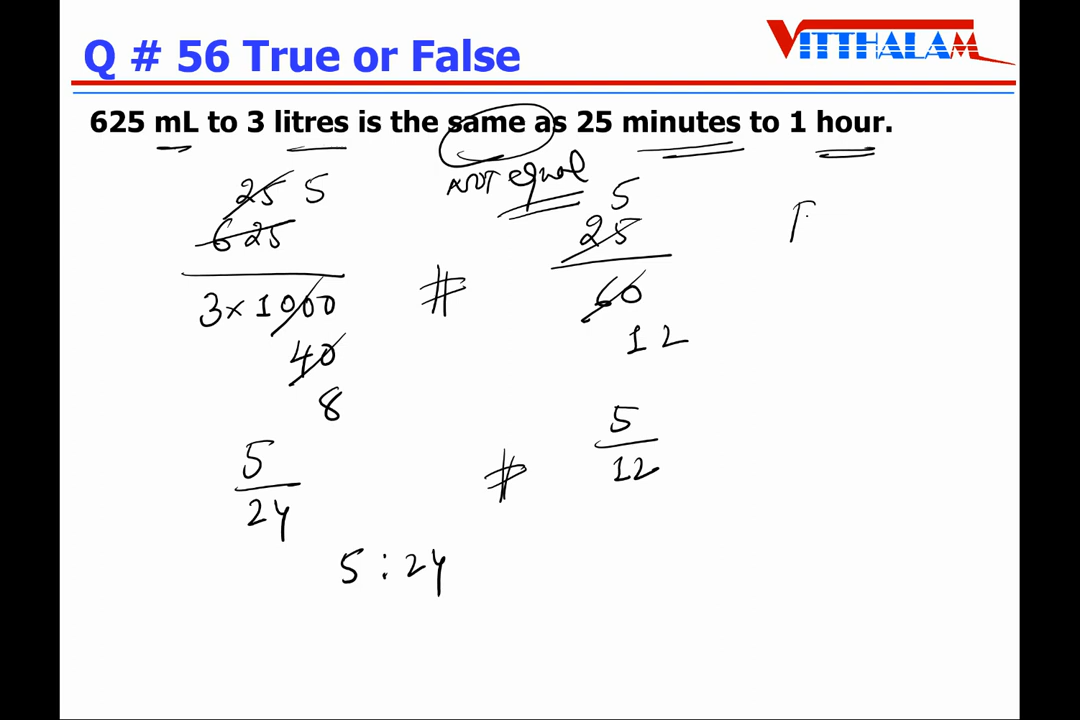 Q # 56 True or False
VITTHALAM
625 mL to 3 litres is the same as 25 minutes to 1 hour.
NOT equal
25 5
625
3 x 1000
40
8
#
5
25
60
12
F
5
24
#
5
12
5 : 24